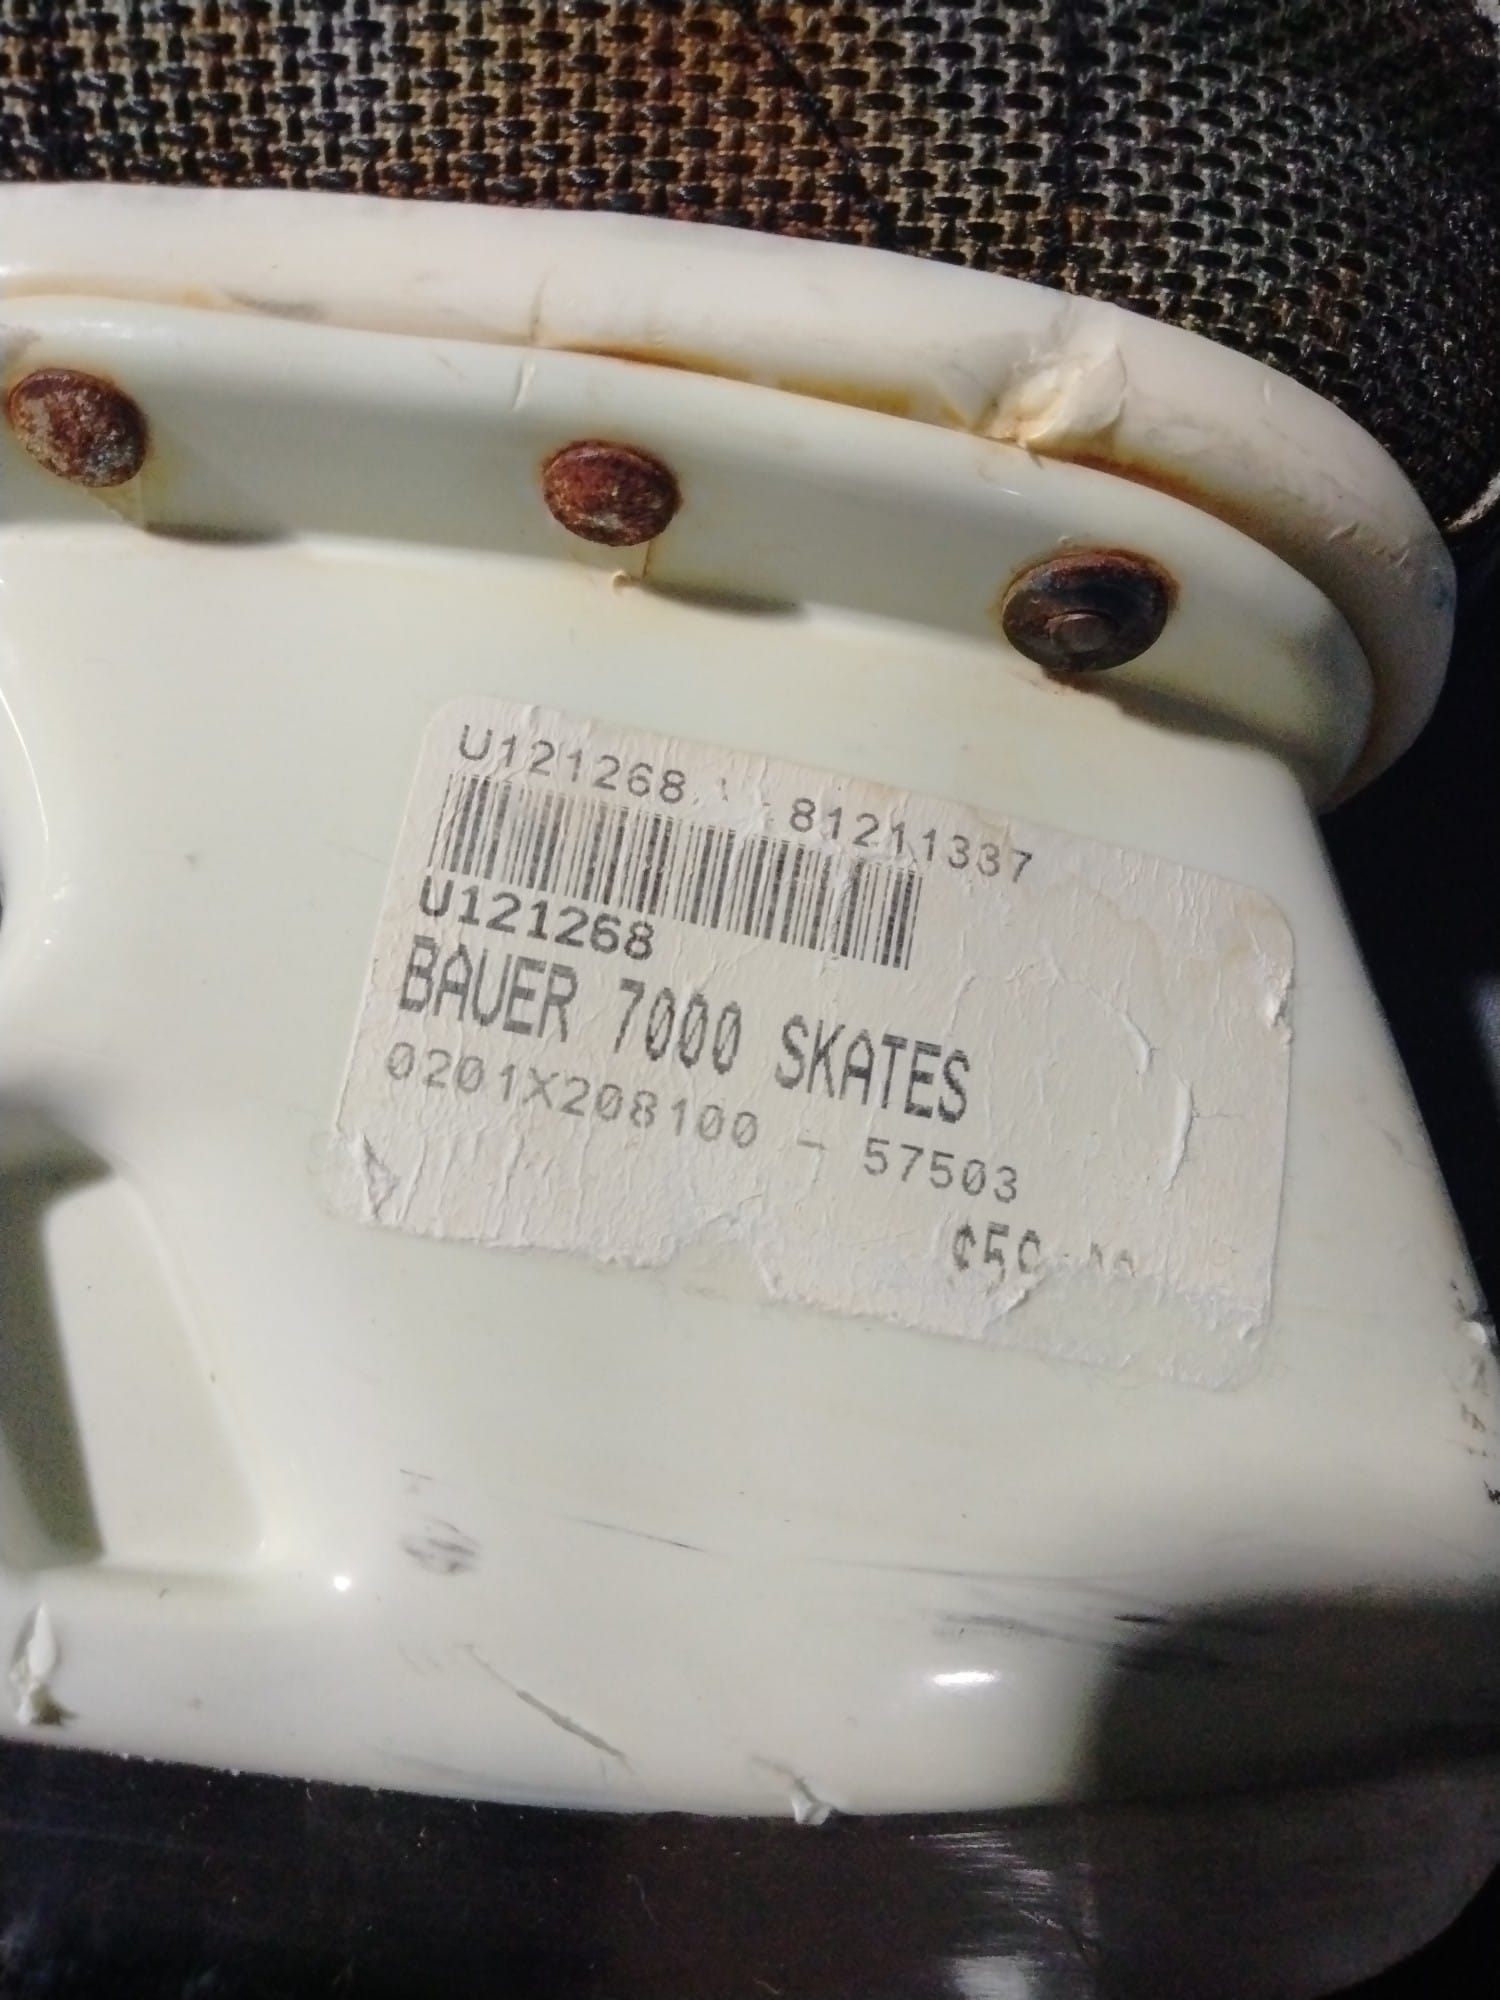 U121268 81211337
U121268
BAUER 7000 SKATES
0201X208100 - 57503